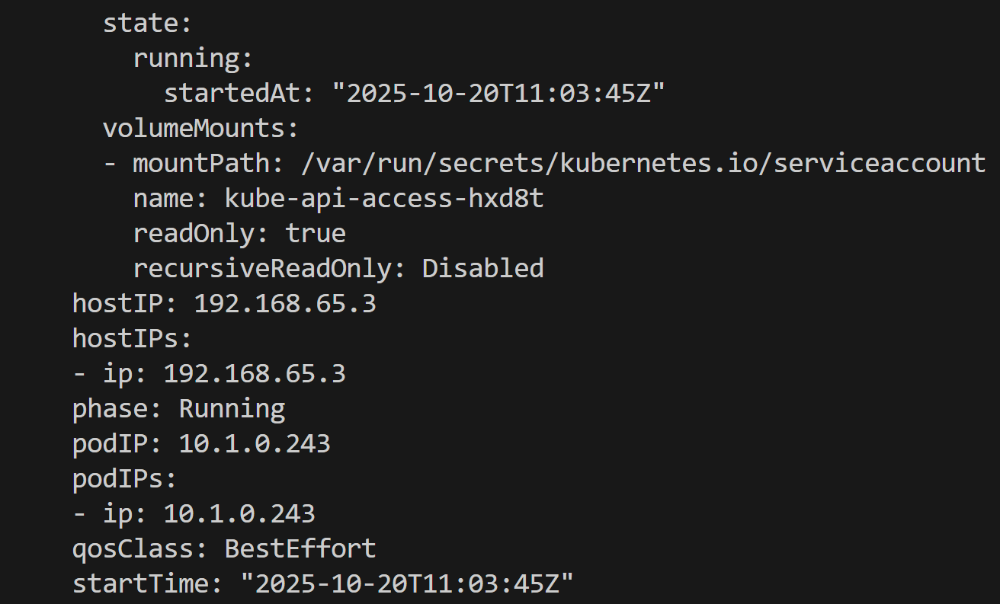 state:
running:
startedAt: "2025-10-20T11:03:45Z"
volumeMounts:
- mountPath: /var/run/secrets/kubernetes.io/serviceaccount
name: kube-api-access-hxd8t
readOnly: true
recursiveReadOnly: Disabled
hostIP: 192.168.65.3
hostIPs:
- ip: 192.168.65.3
phase: Running
podIP: 10.1.0.243
podIPs:
- ip: 10.1.0.243
qosClass: BestEffort
startTime: "2025-10-20T11:03:45Z"